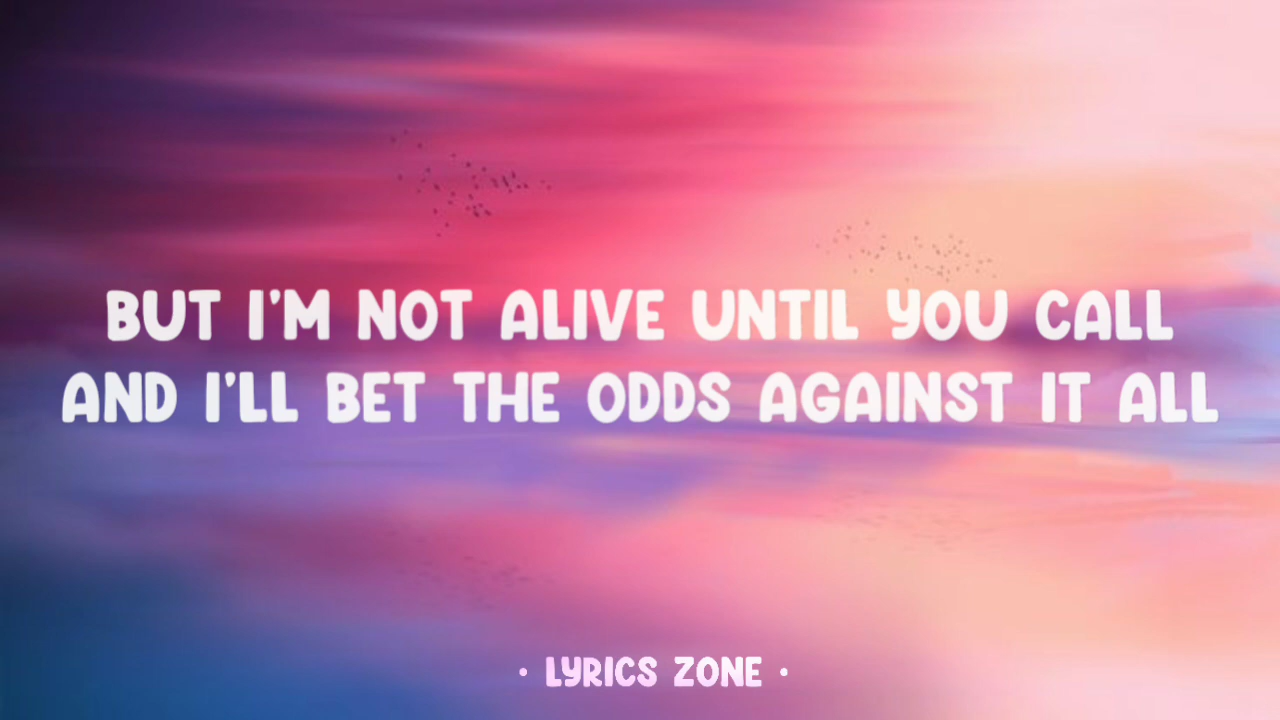 BUT I'M NOT ALIVE UNTIL YOU CALL
AND I'LL BET THE ODDS AGAINST IT ALL
• LYRICS ZONE •